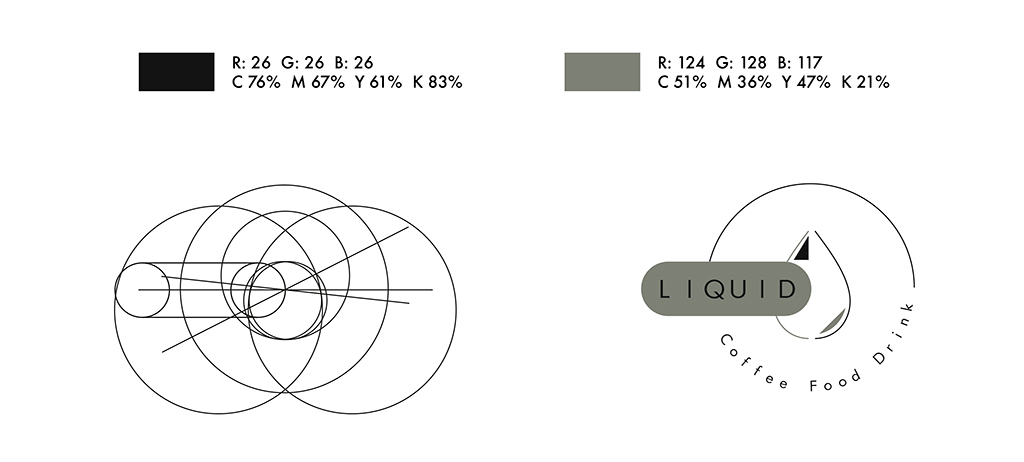 R: 26 G: 26 B: 26
C 76% M 67% Y 61% K 83%
R: 124 G: 128 B: 117
C 51% M 36% Y 47% K 21%
LIQUID
Coffee Food Drink